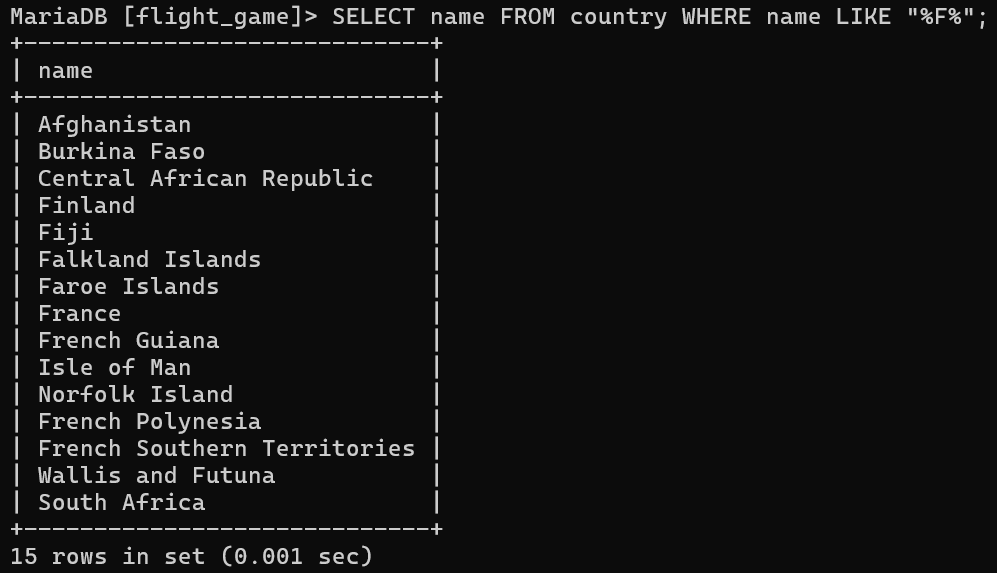 MariaDB [flight_game]> SELECT name FROM country WHERE name LIKE "%F%";
+-----------------------------+
| name                        |
+-----------------------------+
| Afghanistan                 |
| Burkina Faso                |
| Central African Republic    |
| Finland                     |
| Fiji                        |
| Falkland Islands            |
| Faroe Islands               |
| France                      |
| French Guiana               |
| Isle of Man                 |
| Norfolk Island              |
| French Polynesia            |
| French Southern Territories |
| Wallis and Futuna           |
| South Africa                |
+-----------------------------+
15 rows in set (0.001 sec)